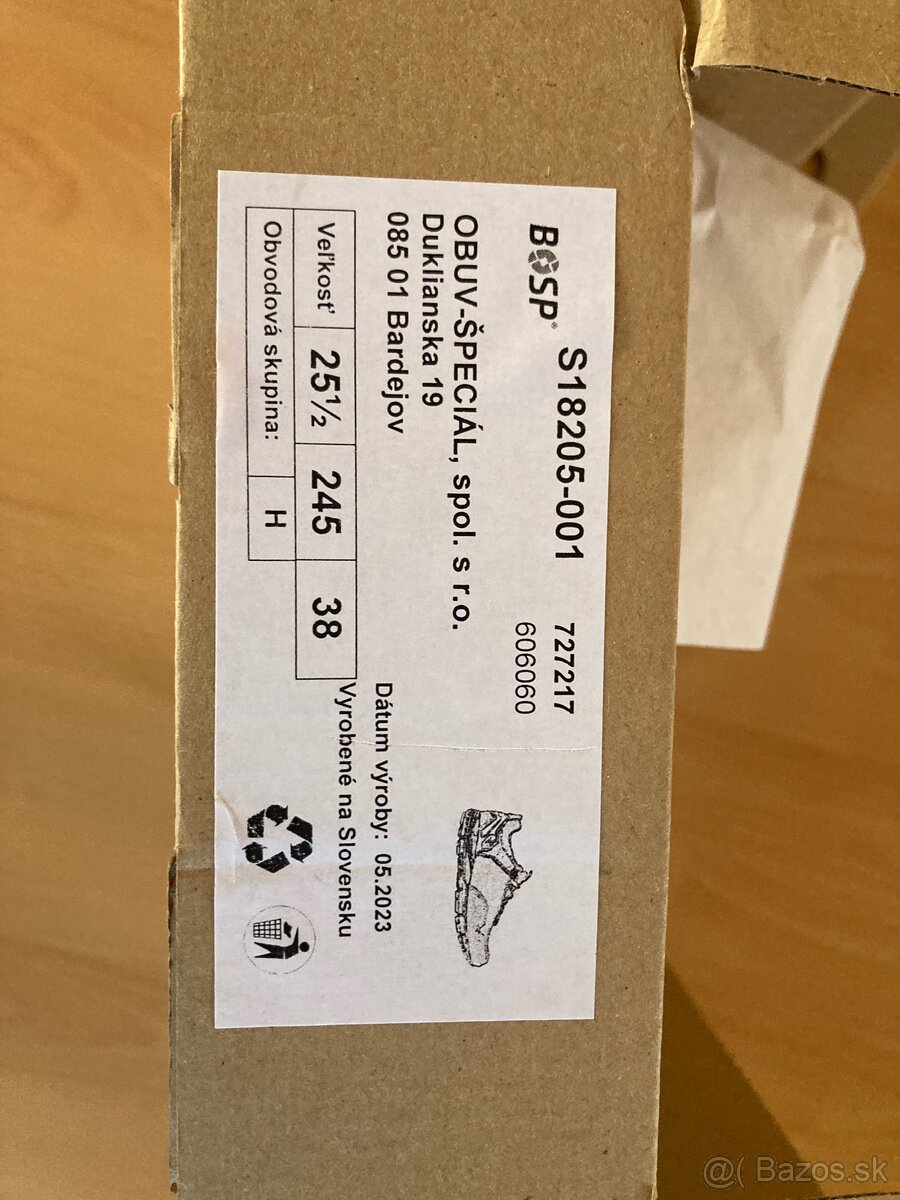 BOSP® S18205-001 727217
606060
OBUV-ŠPECIÁL, spol. s r.o.
Duklianska 19
085 01 Bardejov
Dátum výroby: 05.2023
Vyrobené na Slovensku
Veľkosť 25½ 245 38
Obvodová skupina: H
@( Bazos.sk